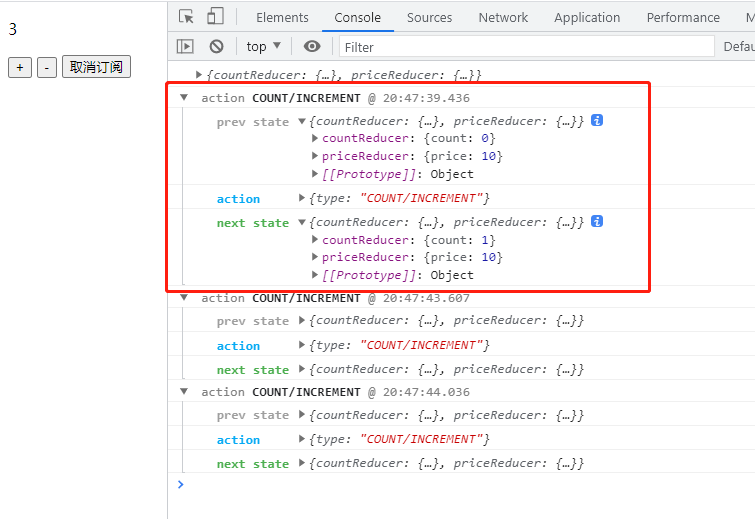 3
+ - 取消订阅
Elements Console Sources Network Application Performance Memory
top Filter Defau
{countReducer: {…}, priceReducer: {…}}
action COUNT/INCREMENT @ 20:47:39.436
prev state {countReducer: {…}, priceReducer: {…}} i
countReducer: {count: 0}
priceReducer: {price: 10}
[[Prototype]]: Object
action {type: "COUNT/INCREMENT"}
next state {countReducer: {…}, priceReducer: {…}} i
countReducer: {count: 1}
priceReducer: {price: 10}
[[Prototype]]: Object
action COUNT/INCREMENT @ 20:47:43.607
prev state {countReducer: {…}, priceReducer: {…}}
action {type: "COUNT/INCREMENT"}
next state {countReducer: {…}, priceReducer: {…}}
action COUNT/INCREMENT @ 20:47:44.036
prev state {countReducer: {…}, priceReducer: {…}}
action {type: "COUNT/INCREMENT"}
next state {countReducer: {…}, priceReducer: {…}}